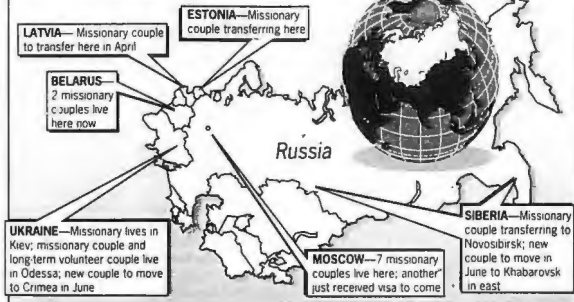 LATVIA— Missionary couple
to transfer here in April
ESTONIA—Missionary
couple transferring here
BELARUS—
2 missionary
couples live
here now
Russia
UKRAINE—Missionary lives in
Kiev; missionary couple and
long-term volunteer couple live
in Odessa; new couple to move
to Crimea in June
MOSCOW—7 missionary
couples live here; another
just received visa to come
SIBERIA—Missionary
couple transferring to
Novosibirsk; new
couple to move in
June to Khabarovsk
in east